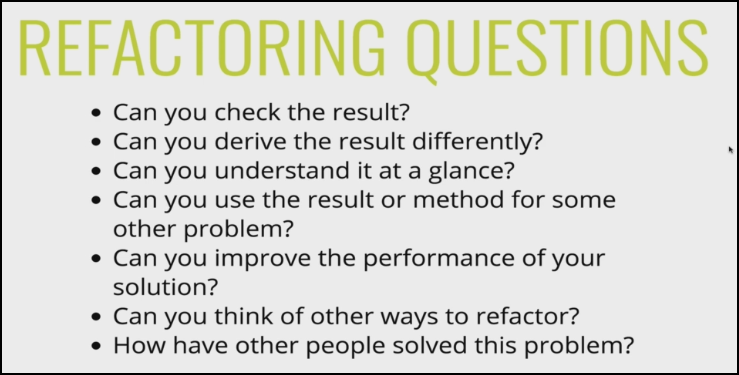 REFACTORING QUESTIONS
• Can you check the result?
• Can you derive the result differently?
• Can you understand it at a glance?
• Can you use the result or method for some
other problem?
• Can you improve the performance of your
solution?
• Can you think of other ways to refactor?
• How have other people solved this problem?